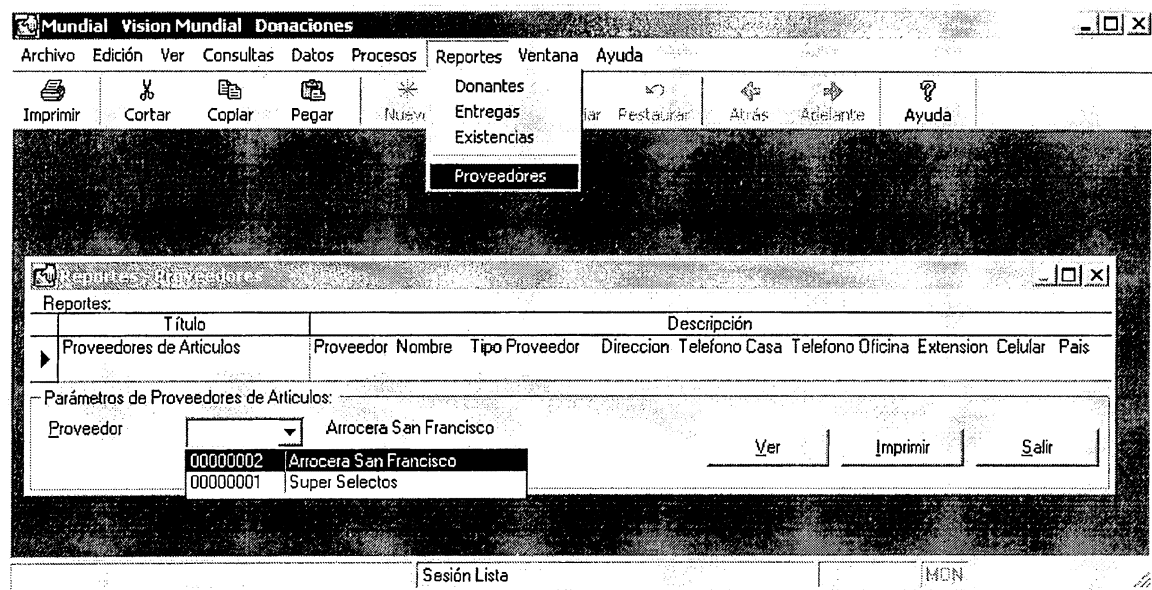 Mundial Vision Mundial Donaciones
Archivo Edición Ver Consultas Datos Procesos Reportes Ventana Ayuda
Imprimir Cortar Copiar Pegar Restaurar Atrás Adelante Ayuda
Donantes
Entregas
Existencias
Proveedores
Reportes - Proveedores
Reportes:
Título Descripción
Proveedores de Articulos Proveedor Nombre Tipo Proveedor Direccion Telefono Casa Telefono Oficina Extension Celular Pais
Parámetros de Proveedores de Articulos:
Proveedor Arrocera San Francisco
Ver Imprimir Salir
00000002 Arrocera San Francisco
00000001 Super Selectos
Sesión Lista MON